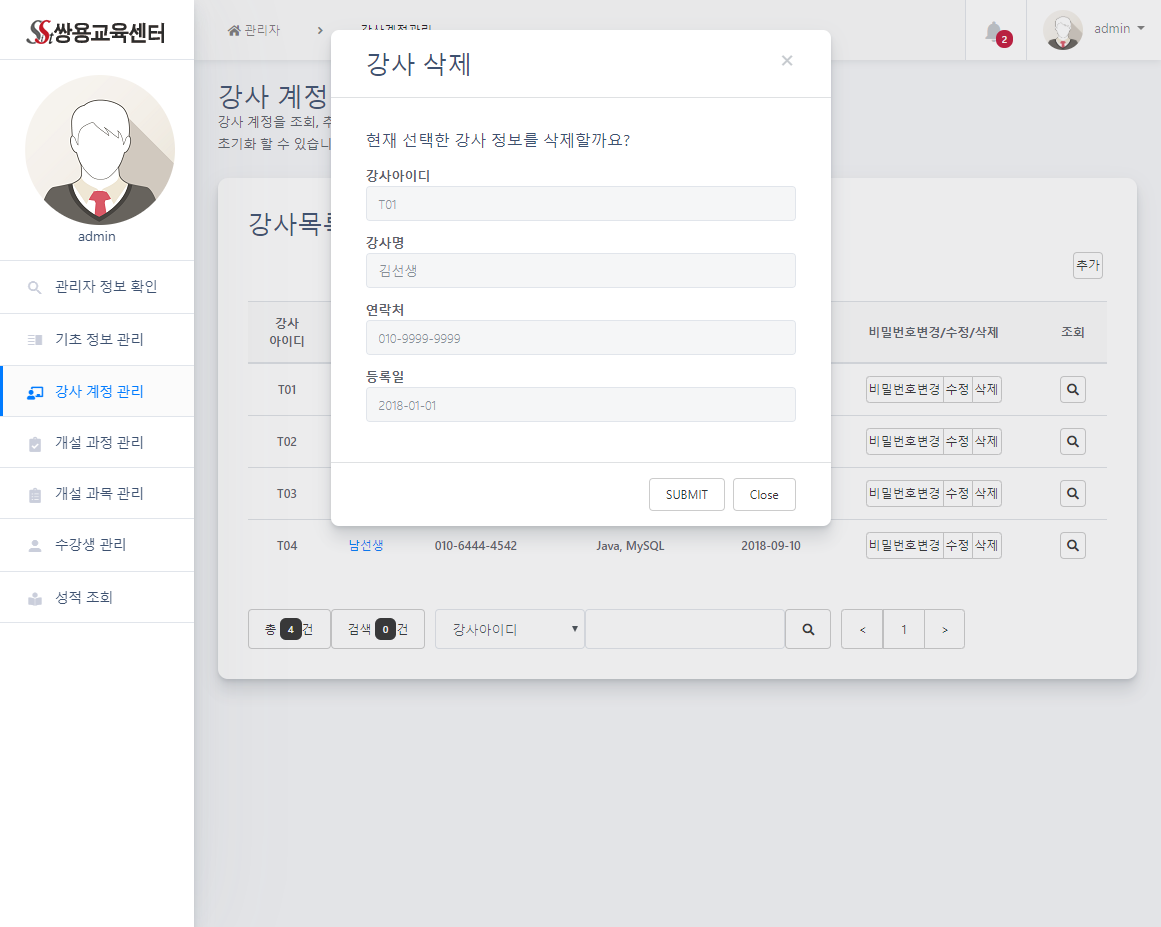 쌍용교육센터
관리자
2
admin
admin
관리자 정보 확인
기초 정보 관리
강사 계정 관리
개설 과정 관리
개설 과목 관리
수강생 관리
성적 조회
강사 계정
강사 계정을 조회,
초기화 할 수 있습니
추가
강사
아이디
비밀번호변경/수정/삭제
조회
T01
비밀번호변경 수정 삭제
T02
비밀번호변경 수정 삭제
T03
비밀번호변경 수정 삭제
T04 남선생 010-6444-4542 Java, MySQL 2018-09-10 비밀번호변경 수정 삭제
총 4 건 검색 0 건 강사아이디 < 1 >
강사 삭제 ×
현재 선택한 강사 정보를 삭제할까요?
강사아이디
T01
강사명
김선생
연락처
010-9999-9999
등록일
2018-01-01
SUBMIT Close